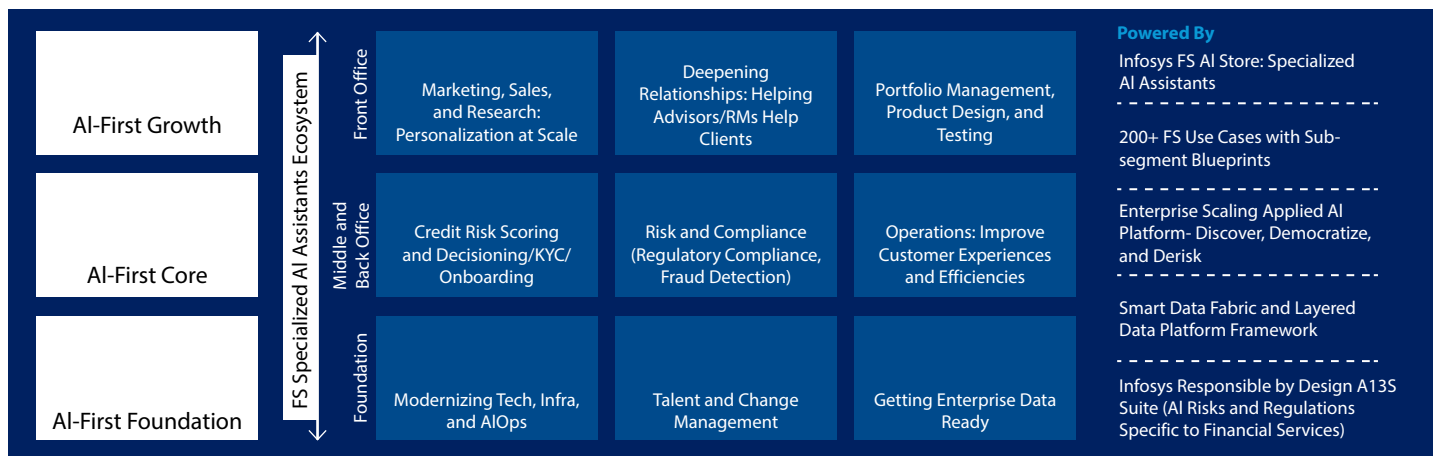 AI-First Growth
AI-First Core
AI-First Foundation
FS Specialized AI Assistants Ecosystem
Front Office
Marketing, Sales,
and Research:
Personalization at Scale
Deepening
Relationships: Helping
Advisors/RMs Help
Clients
Portfolio Management,
Product Design, and
Testing
Middle and
Back Office
Credit Risk Scoring
and Decisioning/KYC/
Onboarding
Risk and Compliance
(Regulatory Compliance,
Fraud Detection)
Operations: Improve
Customer Experiences
and Efficiencies
Foundation
Modernizing Tech, Infra,
and AIOps
Talent and Change
Management
Getting Enterprise Data
Ready
Powered By
Infosys FS AI Store: Specialized
AI Assistants
200+ FS Use Cases with Sub-
segment Blueprints
Enterprise Scaling Applied AI
Platform- Discover, Democratize,
and Derisk
Smart Data Fabric and Layered
Data Platform Framework
Infosys Responsible by Design A13S
Suite (AI Risks and Regulations
Specific to Financial Services)